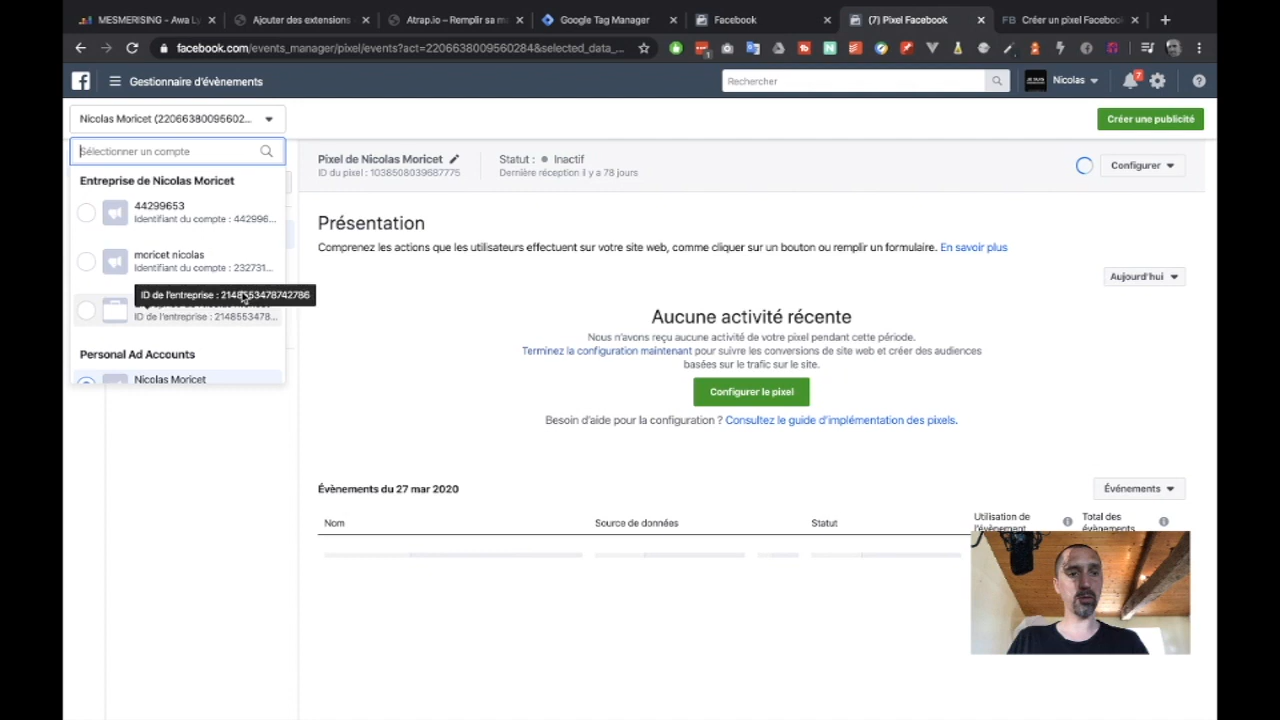 MESMERISING – Awa Ly
Ajouter des extensions
Atrap.io – Remplir sa m
Google Tag Manager
Facebook
(7) Pixel Facebook
FB Créer un pixel Facebook
facebook.com/events_manager/pixel/events?act=2206638009560284&selected_data_...
Gestionnaire d'évènements
Rechercher
Nicolas
7
Nicolas Moricet (22066380095602...
Créer une publicité
Sélectionner un compte
Entreprise de Nicolas Moricet
44299653
Identifiant du compte : 442996...
moricet nicolas
Identifiant du compte : 232731...
ID de l'entreprise : 2148553478742786
ID de l'entreprise : 2148553478...
Personal Ad Accounts
Nicolas Moricet
Pixel de Nicolas Moricet
ID du pixel : 1038508039687775
Statut : Inactif
Dernière réception il y a 78 jours
Configurer
Présentation
Comprenez les actions que les utilisateurs effectuent sur votre site web, comme cliquer sur un bouton ou remplir un formulaire. En savoir plus
Aujourd'hui
Aucune activité récente
Nous n'avons reçu aucune activité de votre pixel pendant cette période.
Terminez la configuration maintenant pour suivre les conversions de site web et créer des audiences
basées sur le trafic sur le site.
Configurer le pixel
Besoin d'aide pour la configuration ? Consultez le guide d'implémentation des pixels.
Évènements du 27 mar 2020
Événements
Nom
Source de données
Statut
Utilisation de
l'évènement
Total des
évènements